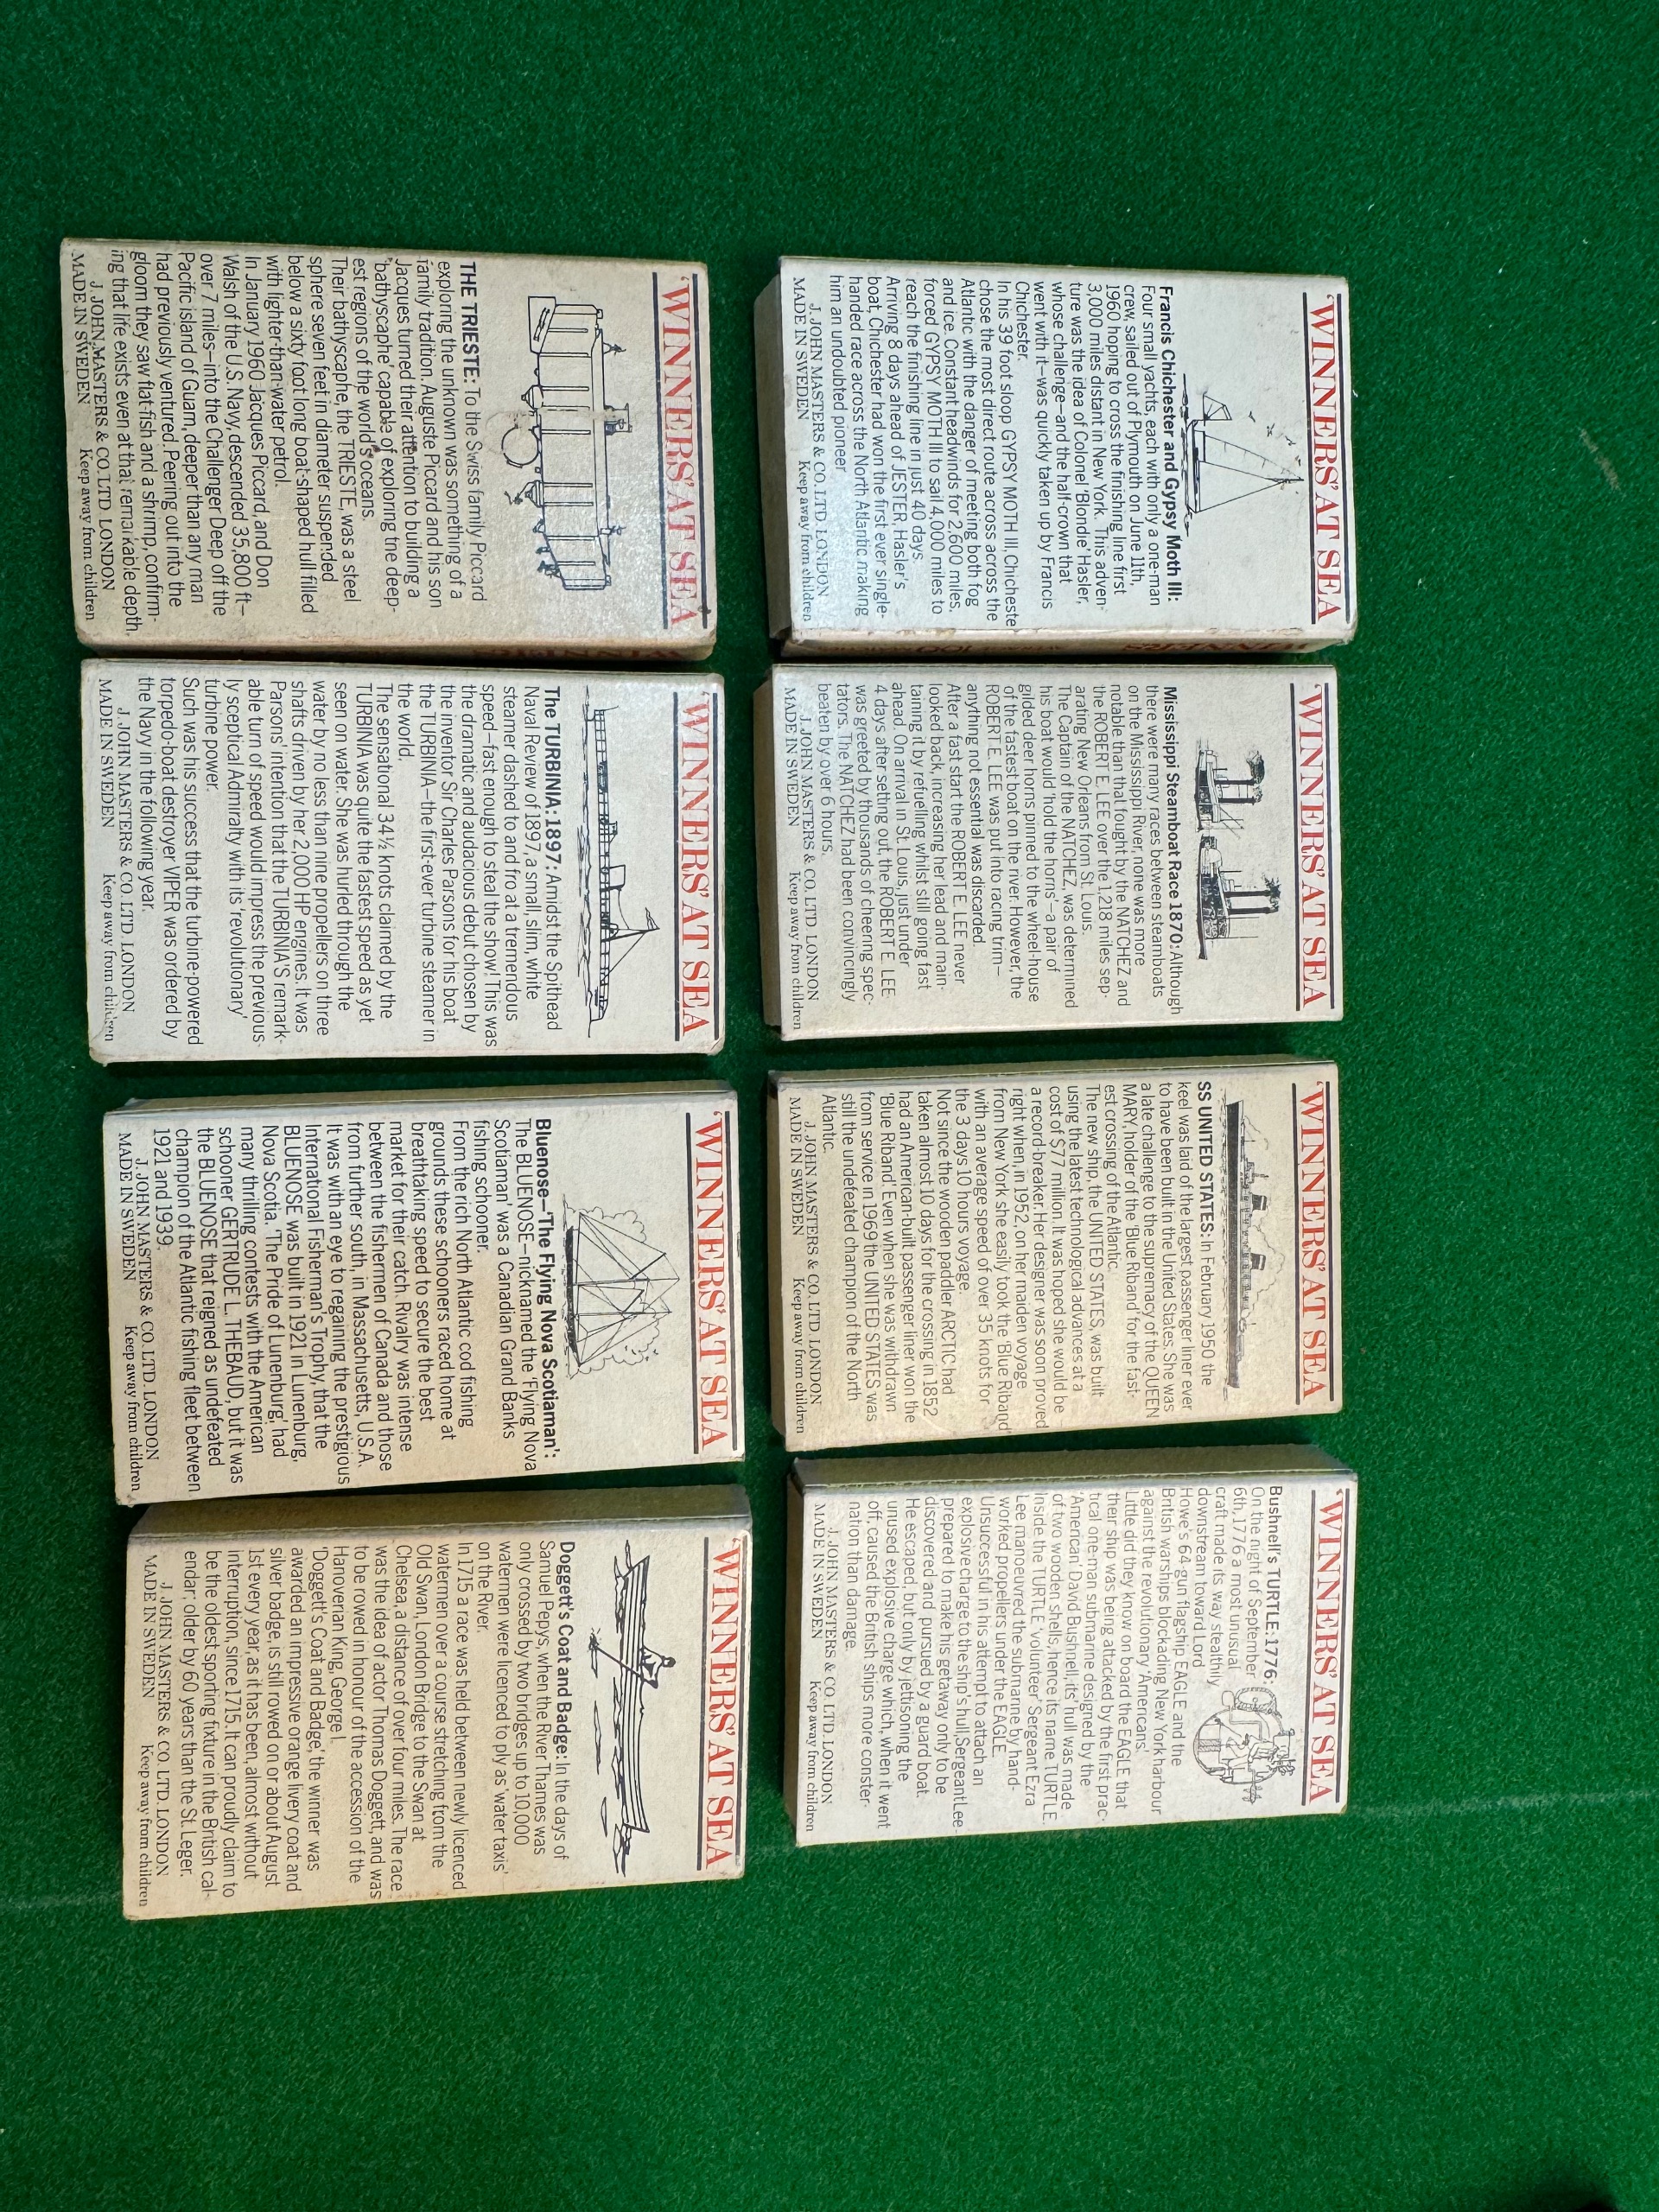 'WINNERS' AT SEA
Francis Chichester and Gypsy Moth III:
Four small yachts, each with only a one-man
crew, sailed out of Plymouth on June 11th,
1960 hoping to cross the finishing line first
3,000 miles distant in New York. This adven-
ture was the idea of Colonel 'Blondie' Hasler,
whose challenge—and the half-crown that
went with it—was quickly taken up by Francis
Chichester.
In his 39 foot sloop GYPSY MOTH III, Chicheste
chose the most direct route across across the
Atlantic with the danger of meeting both fog
and ice. Constant headwinds for 2,600 miles,
forced GYPSY MOTH III to sail 4,000 miles to
reach the finishing line in just 40 days.
Arriving 8 days ahead of JESTER, Hasler's
boat, Chichester had won the first ever single-
handed race across the North Atlantic making
him an undoubted pioneer.
J. JOHN MASTERS & CO. LTD. LONDON
MADE IN SWEDEN Keep away from children
WINNERS
'WINNERS' AT SEA
Mississippi Steamboat Race 1870: Although
there were many races between steamboats
on the Mississippi River, none was more
notable than that fought by the NATCHEZ and
the ROBERT E. LEE over the 1,218 miles sep-
arating New Orleans from St. Louis.
The Captain of the NATCHEZ, was determined
his boat would 'hold the horns'—a pair of
gilded deer horns pinned to the wheel-house
of the fastest boat on the river. However, the
ROBERT E. LEE was put into racing trim—
anything not essential was discarded.
After a fast start the ROBERT E. LEE never
looked back, increasing her lead and main-
taining it by refuelling whilst still going fast
ahead. On arrival in St. Louis, just under
4 days after setting out, the ROBERT E. LEE
was greeted by thousands of cheering spec-
tators. The NATCHEZ had been convincingly
beaten by over 6 hours.
J. JOHN MASTERS & CO. LTD. LONDON
MADE IN SWEDEN Keep away from children
'WINNERS' AT SEA
SS UNITED STATES: In February 1950 the
keel was laid of the largest passenger liner ever
to have been built in the United States. She was
a late challenge to the supremacy of the QUEEN
MARY, holder of the 'Blue Riband' for the fast-
est crossing of the Atlantic.
The new ship, the UNITED STATES, was built
using the latest technological advances at a
cost of $77 million. It was hoped she would be
a record-breaker. Her designer was soon proved
right when, in 1952, on her maiden voyage
from New York she easily took the 'Blue Riband'
with an average speed of over 35 knots for
the 3 days 10 hours voyage.
Not since the wooden paddler ARCTIC had
taken almost 10 days for the crossing in 1852
had an American-built passenger liner won the
'Blue Riband'. Even when she was withdrawn
from service in 1969 the UNITED STATES was
still the undefeated champion of the North
Atlantic.
J. JOHN MASTERS & CO. LTD. LONDON
MADE IN SWEDEN Keep away from children
'WINNERS' AT SEA
Bushnell's TURTLE: 1776:
On the night of September
6th, 1776 a most unusual
craft made its way stealthily
downstream toward Lord
Howe's 64-gun flagship EAGLE and the
British warships blockading New York harbour
against the revolutionary 'Americans'.
Little did they know on board the EAGLE that
their ship was being attacked by the first prac-
tical one-man submarine designed by the
'American', David Bushnell; its' hull was made
of two wooden shells, hence its name. TURTLE.
Inside the TURTLE, 'volunteer' Sergeant Ezra
Lee manoeuvred the submarine by hand-
worked propellers under the EAGLE.
Unsuccessful in his attempt to attach an
explosive charge to the ship's hull, Sergeant Lee
prepared to make his getaway only to be
discovered and pursued by a guard boat.
He escaped, but only by jettisoning the
unused explosive charge which, when it went
off, caused the British ships more conster-
nation than damage.
J. JOHN MASTERS & CO. LTD. LONDON
MADE IN SWEDEN Keep away from children
'WINNERS' AT SEA
THE TRIESTE: To the Swiss family Piccard
exploring the unknown was something of a
family tradition. Auguste Piccard and his son
Jacques turned their attention to building a
'bathyscaphe' capable of exploring the deep-
est regions of the world's oceans.
Their bathyscaphe, the TRIESTE, was a steel
sphere seven feet in diameter suspended
below a sixty foot long boat-shaped hull filled
with lighter-than-water petrol.
In January 1960 Jacques Piccard, and Don
Walsh of the U.S. Navy, descended 35,800 ft—
over 7 miles—into the Challenger Deep off the
Pacific island of Guam, deeper than any man
had previously ventured. Peering out into the
gloom they saw flat-fish and a shrimp, confirm-
ing that life exists even at that remarkable depth.
J. JOHN MASTERS & CO. LTD. LONDON
MADE IN SWEDEN Keep away from children
'WINNERS' AT SEA
The TURBINIA: 1897: Amidst the Spithead
Naval Review of 1897, a small, slim, white
steamer dashed to and fro at a tremendous
speed—fast enough to steal the show! This was
the dramatic and audacious debut chosen by
the inventor Sir Charles Parsons for his boat
the TURBINIA—the first-ever turbine steamer in
the world.
The sensational 34½ knots claimed by the
TURBINIA was quite the fastest speed as yet
seen on water. She was hurled through the
water by no less than nine propellers on three
shafts driven by her 2,000 HP engines. It was
Parsons' intention that the TURBINIA'S remark-
able turn of speed would impress the previous-
ly sceptical Admiralty with its 'revolutionary'
turbine power.
Such was his success that the turbine-powered
torpedo-boat destroyer VIPER was ordered by
the Navy in the following year.
J. JOHN MASTERS & CO. LTD. LONDON
MADE IN SWEDEN Keep away from children
'WINNERS' AT SEA
Bluenose—'The Flying Nova Scotiaman':
The BLUENOSE—nicknamed the 'Flying Nova
Scotiaman' was a Canadian Grand Banks
fishing schooner.
From the rich North Atlantic cod fishing
grounds these schooners raced home at
breathtaking speed to secure the best
market for their catch. Rivalry was intense
between the fishermen of Canada and those
from further south, in Massachusetts, U.S.A.
It was with an eye to regaining the prestigious
International Fisherman's Trophy, that the
BLUENOSE was built in 1921 in Lunenburg,
Nova Scotia. 'The Pride of Lunenburg', had
many thrilling contests with the American
schooner GERTRUDE L. THEBAUD, but it was
the BLUENOSE that reigned as undefeated
champion of the Atlantic fishing fleet between
1921 and 1939.
J. JOHN MASTERS & CO. LTD. LONDON
MADE IN SWEDEN Keep away from children
'WINNERS' AT SEA
Doggett's Coat and Badge: In the days of
Samuel Pepys, when the River Thames was
only crossed by two bridges up to 10,000
watermen were licenced to ply as 'water taxis'
on the River.
In 1715 a race was held between newly licenced
watermen over a course stretching from the
Old Swan, London Bridge to the Swan at
Chelsea, a distance of over four miles. The race
was the idea of actor Thomas Doggett, and was
to be rowed in honour of the accession of the
Hanoverian King, George I.
'Doggett's Coat and Badge,' the winner was
awarded an impressive orange livery coat and
silver badge, is still rowed on or about August
1st every year, as it has been, almost without
interruption, since 1715. It can proudly claim to
be the oldest sporting fixture in the British cal-
endar; older by 60 years than the St. Leger.
J. JOHN MASTERS & CO. LTD. LONDON
MADE IN SWEDEN Keep away from children